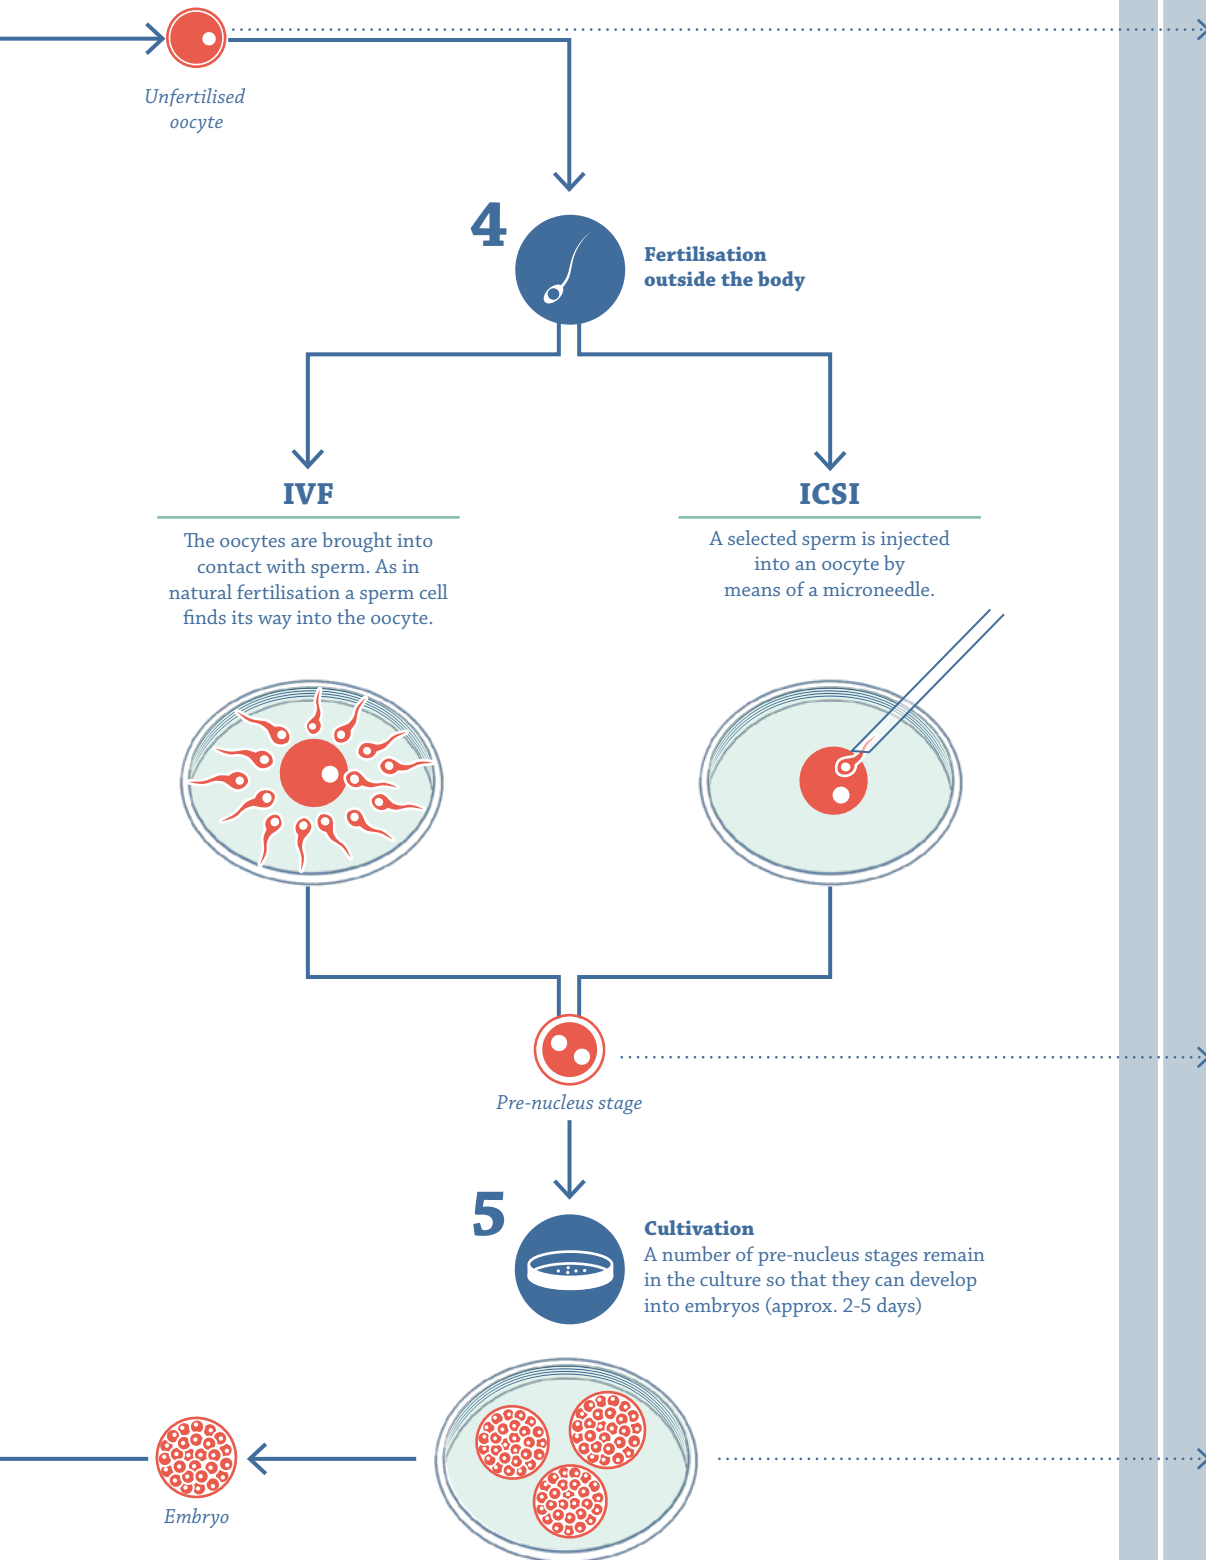 Unfertilised
oocyte
4
Fertilisation
outside the body
IVF
The oocytes are brought into
contact with sperm. As in
natural fertilisation a sperm cell
finds its way into the oocyte.
ICSI
A selected sperm is injected
into an oocyte by
means of a microneedle.
Pre-nucleus stage
5
Cultivation
A number of pre-nucleus stages remain
in the culture so that they can develop
into embryos (approx. 2-5 days)
Embryo